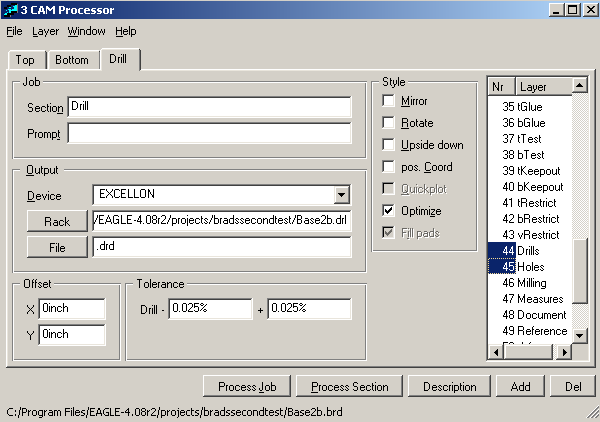 3 CAM Processor
File Layer Window Help
Top Bottom Drill
Job
Section Drill
Prompt
Output
Device EXCELLON
Rack /EAGLE-4.08r2/projects/bradssecondtest/Base2b.drl
File .drd
Offset
X 0inch
Y 0inch
Tolerance
Drill - 0.025% + 0.025%
Style
Mirror
Rotate
Upside down
pos. Coord
Quickplot
Optimize
Fill pads
Nr Layer
35 tGlue
36 bGlue
37 tTest
38 bTest
39 tKeepout
40 bKeepout
41 tRestrict
42 bRestrict
43 vRestrict
44 Drills
45 Holes
46 Milling
47 Measures
48 Document
49 Reference
Process Job Process Section Description Add Del
C:/Program Files/EAGLE-4.08r2/projects/bradssecondtest/Base2b.brd